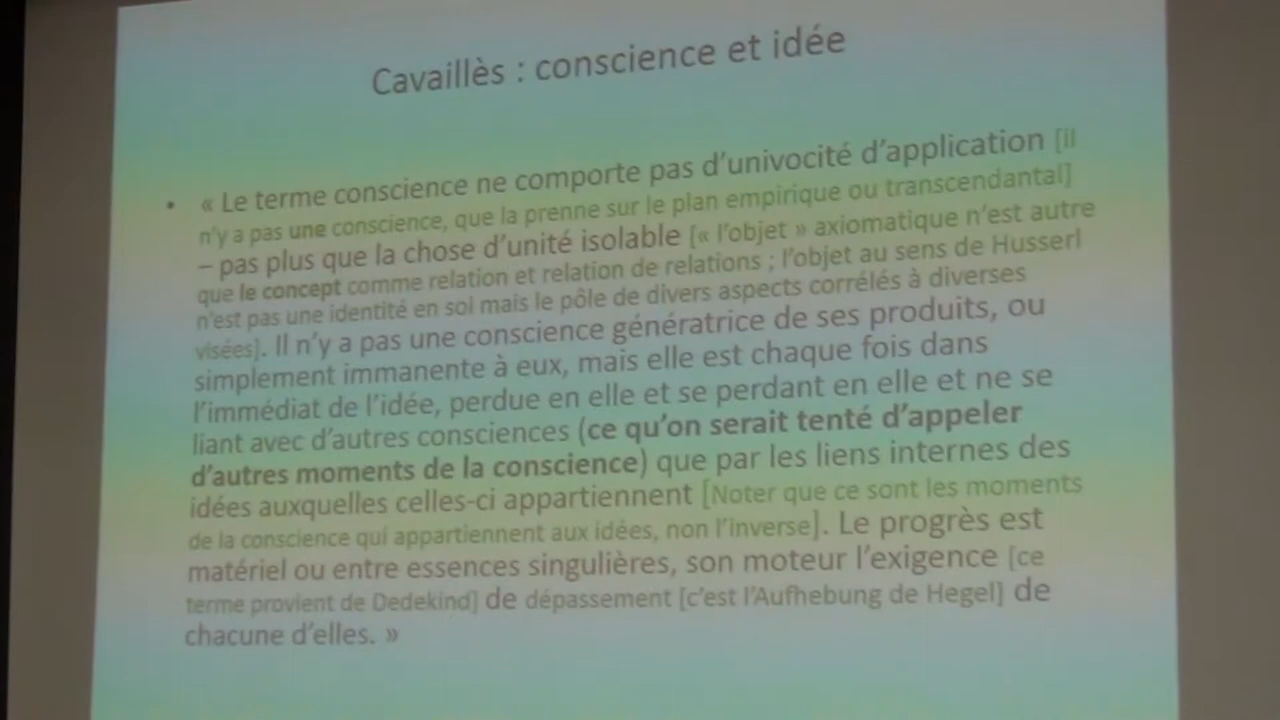 Cavaillès : conscience et idée
• « Le terme conscience ne comporte pas d'univocité d'application [il
n'y a pas une conscience, que la prenne sur le plan empirique ou transcendantal]
– pas plus que la chose d'unité isolable [« l'objet » axiomatique n'est autre
que le concept comme relation et relation de relations ; l'objet au sens de Husserl
n'est pas une identité en soi mais le pôle de divers aspects corrélés à diverses
visées]. Il n'y a pas une conscience génératrice de ses produits, ou
simplement immanente à eux, mais elle est chaque fois dans
l'immédiat de l'idée, perdue en elle et se perdant en elle et ne se
liant avec d'autres consciences (ce qu'on serait tenté d'appeler
d'autres moments de la conscience) que par les liens internes des
idées auxquelles celles-ci appartiennent [Noter que ce sont les moments
de la conscience qui appartiennent aux idées, non l'inverse]. Le progrès est
matériel ou entre essences singulières, son moteur l'exigence [ce
terme provient de Dedekind] de dépassement [c'est l'Aufhebung de Hegel] de
chacune d'elles. »